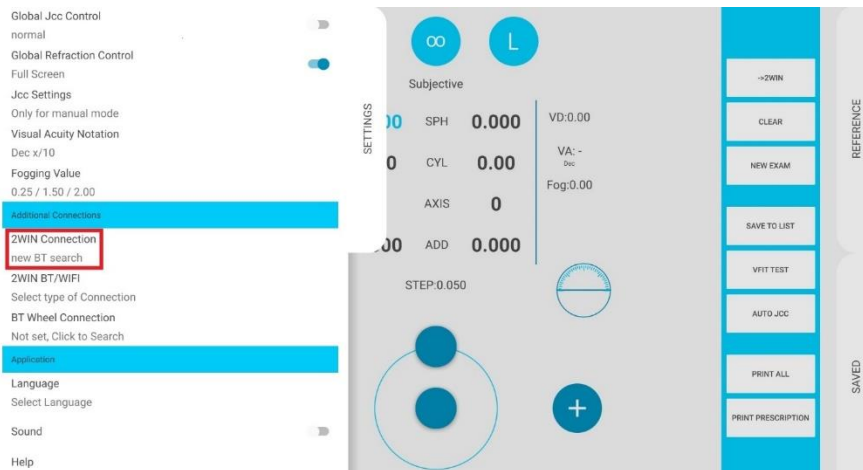 Global Jcc Control
normal
Global Refraction Control
Full Screen
Jcc Settings
Only for manual mode
Visual Acuity Notation
Dec x/10
Fogging Value
0.25 / 1.50 / 2.00
Additional Connections
2WIN Connection
new BT search
2WIN BT/WIFI
Select type of Connection
BT Wheel Connection
Not set, Click to Search
Application
Language
Select Language
Sound
Help
SETTINGS
∞ L
Subjective
00 SPH 0.000
0 CYL 0.00
AXIS 0
00 ADD 0.000
VD:0.00
VA: -
Dec
Fog:0.00
STEP:0.050
+
->2WIN
CLEAR
NEW EXAM
SAVE TO LIST
VFIT TEST
AUTO JCC
PRINT ALL
PRINT PRESCRIPTION
REFERENCE
SAVED